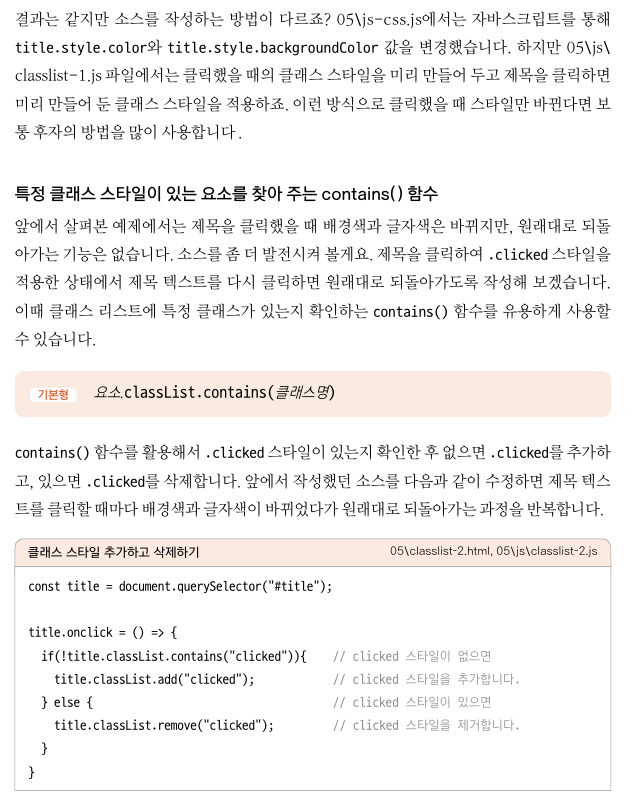 결과는 같지만 소스를 작성하는 방법이 다르죠? 05\js-css.js에서는 자바스크립트를 통해
title.style.color와 title.style.backgroundColor 값을 변경했습니다. 하지만 05\js\
classlist-1.js 파일에서는 클릭했을 때의 클래스 스타일을 미리 만들어 두고 제목을 클릭하면
미리 만들어 둔 클래스 스타일을 적용하죠. 이런 방식으로 클릭했을 때 스타일만 바뀐다면 보
통 후자의 방법을 많이 사용합니다.
특정 클래스 스타일이 있는 요소를 찾아 주는 contains() 함수
앞에서 살펴본 예제에서는 제목을 클릭했을 때 배경색과 글자색은 바뀌지만, 원래대로 되돌
아가는 기능은 없습니다. 소스를 좀 더 발전시켜 볼게요. 제목을 클릭하여 .clicked 스타일을
적용한 상태에서 제목 텍스트를 다시 클릭하면 원래대로 되돌아가도록 작성해 보겠습니다.
이때 클래스 리스트에 특정 클래스가 있는지 확인하는 contains() 함수를 유용하게 사용할
수 있습니다.
기본형 요소.classList.contains(클래스명)
contains() 함수를 활용해서 .clicked 스타일이 있는지 확인한 후 없으면 .clicked를 추가하
고, 있으면 .clicked를 삭제합니다. 앞에서 작성했던 소스를 다음과 같이 수정하면 제목 텍스
트를 클릭할 때마다 배경색과 글자색이 바뀌었다가 원래대로 되돌아가는 과정을 반복합니다.
클래스 스타일 추가하고 삭제하기 05\classlist-2.html, 05\js\classlist-2.js
const title = document.querySelector("#title");
title.onclick = () => {
if(!title.classList.contains("clicked")){ // clicked 스타일이 없으면
title.classList.add("clicked"); // clicked 스타일을 추가합니다.
} else { // clicked 스타일이 있으면
title.classList.remove("clicked"); // clicked 스타일을 제거합니다.
}
}